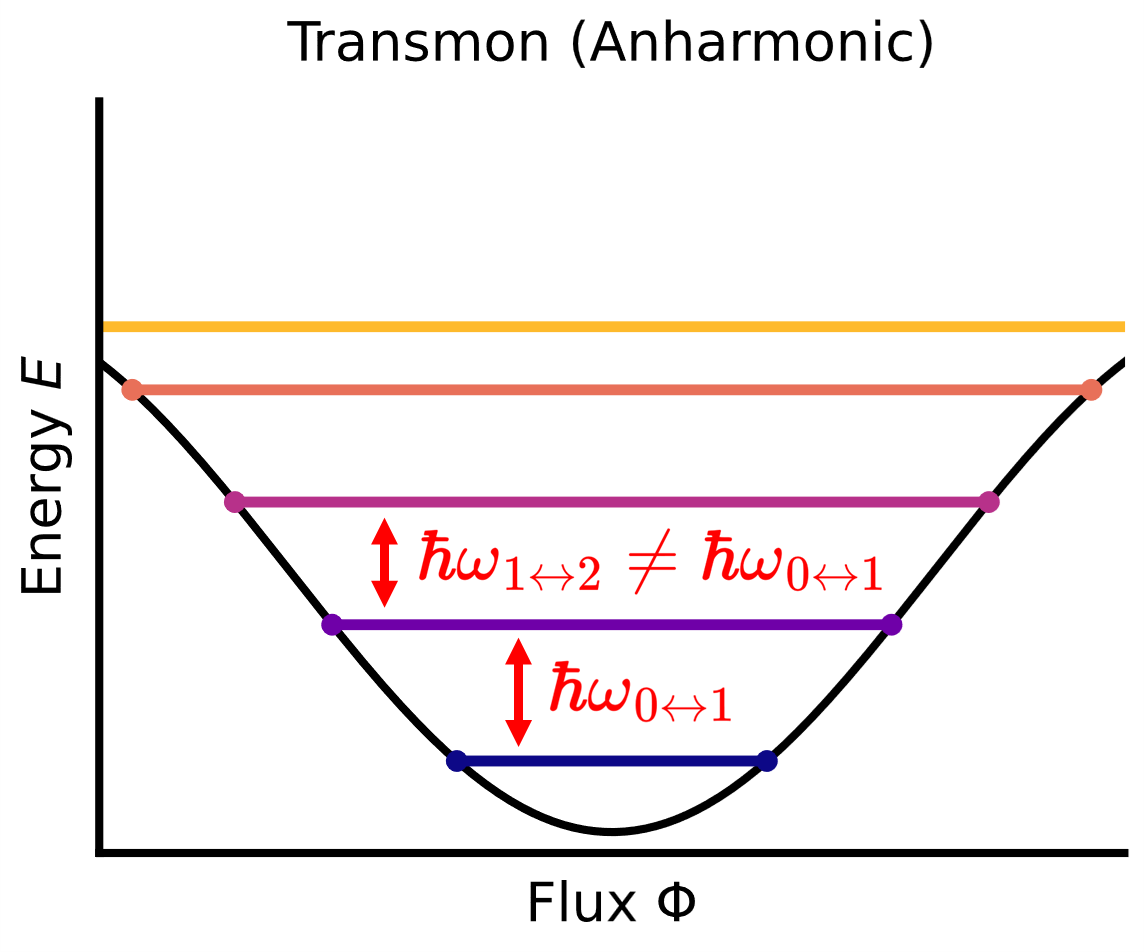 Transmon (Anharmonic)
Energy E
ħω1↔2 ≠ ħω0↔1
ħω0↔1
Flux Φ